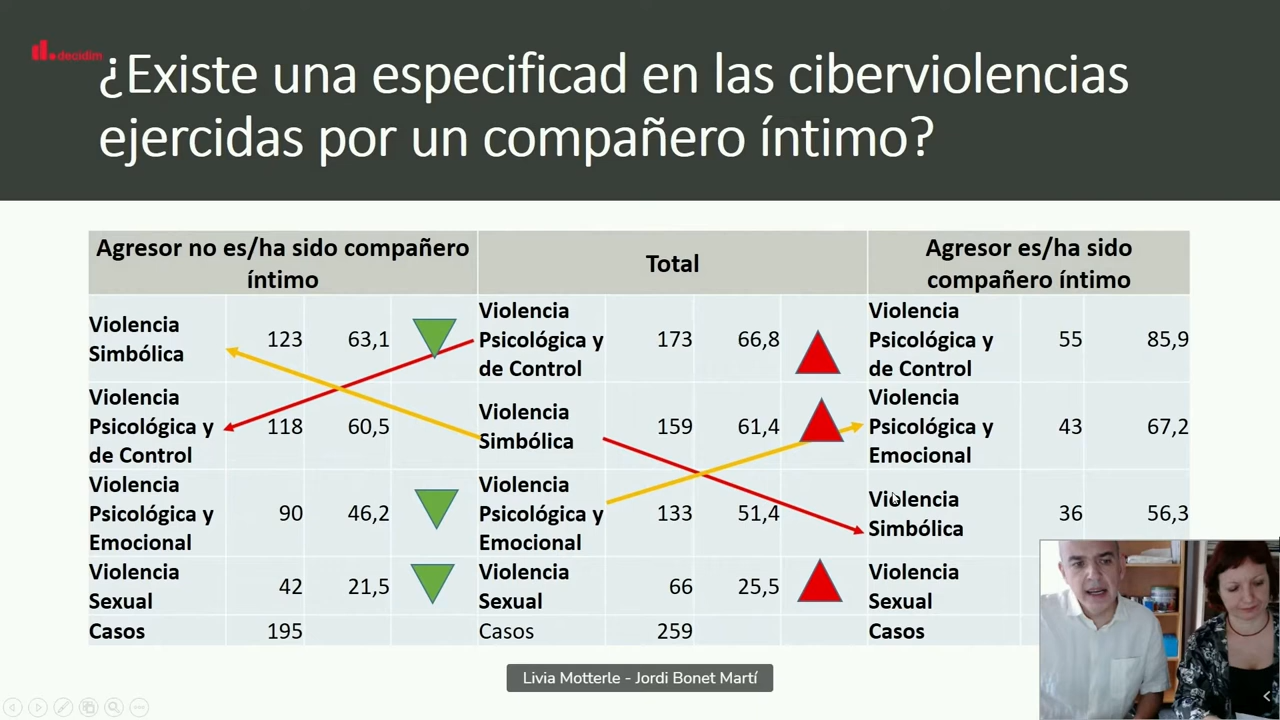 decidim
¿Existe una especificad en las ciberviolencias
ejercidas por un compañero íntimo?
Agresor no es/ha sido compañero
íntimo
Total
Agresor es/ha sido
compañero íntimo
Violencia
Simbólica
123
63,1
Violencia
Psicológica y
de Control
173
66,8
Violencia
Psicológica y
de Control
55
85,9
Violencia
Psicológica y
de Control
118
60,5
Violencia
Simbólica
159
61,4
Violencia
Psicológica y
Emocional
43
67,2
Violencia
Psicológica y
Emocional
90
46,2
Violencia
Psicológica y
Emocional
133
51,4
Violencia
Simbólica
36
56,3
Violencia
Sexual
42
21,5
Violencia
Sexual
66
25,5
Violencia
Sexual
Casos
195
Casos
259
Casos
Livia Motterle - Jordi Bonet Martí